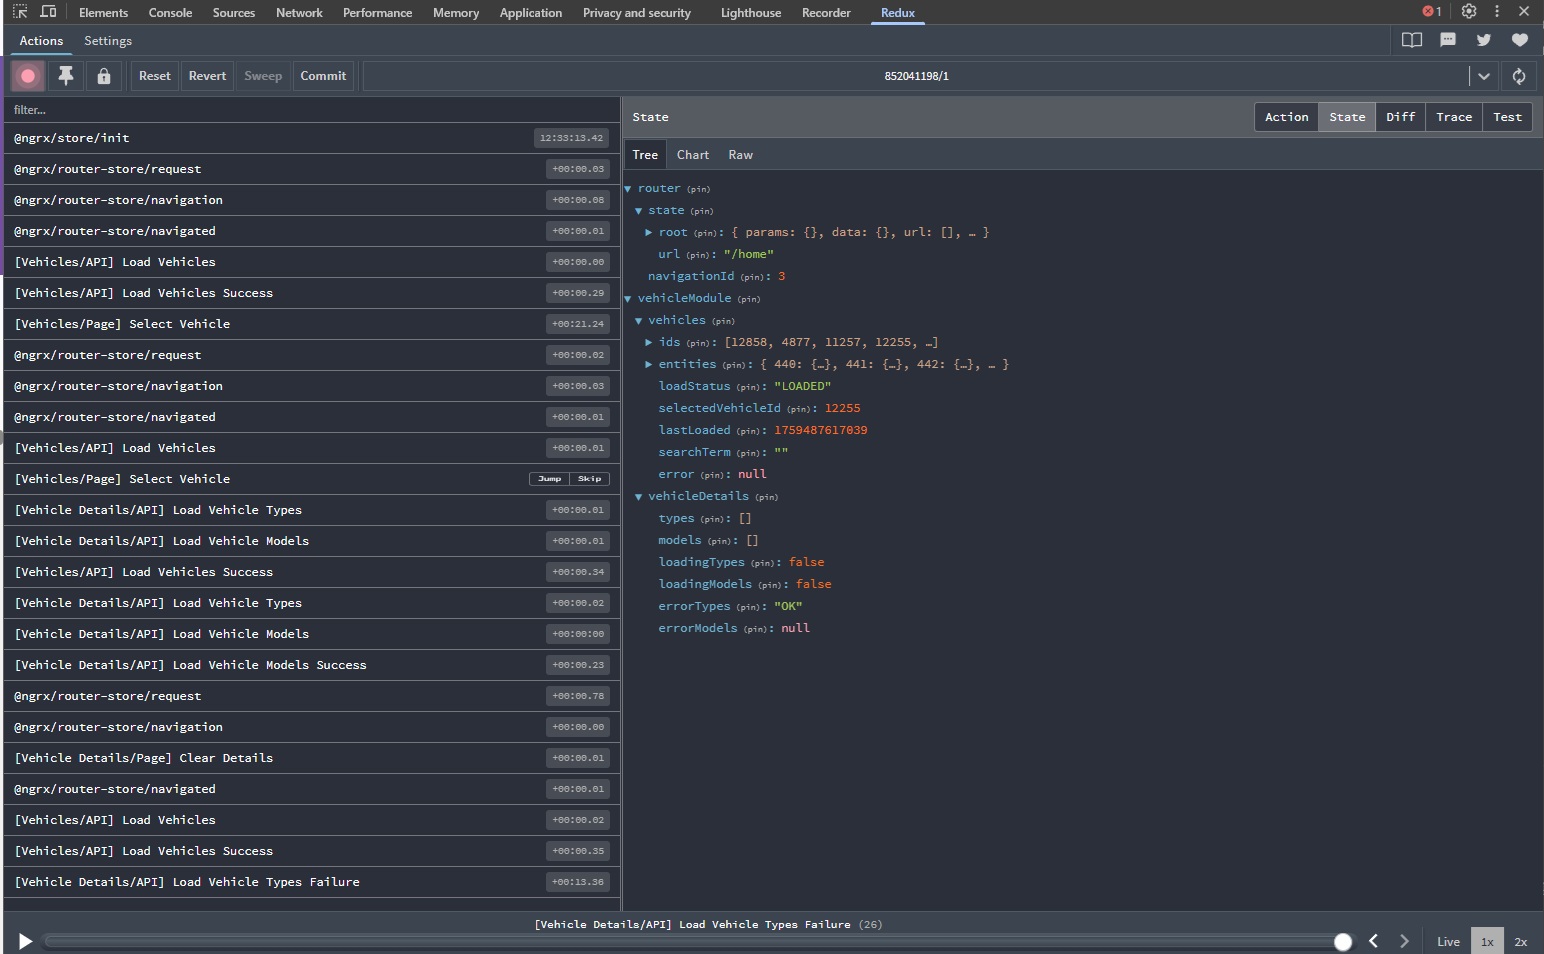 Elements Console Sources Network Performance Memory Application Privacy and security Lighthouse Recorder Redux 1
Actions Settings
Reset Revert Sweep Commit 852041198/1
filter...
@ngrx/store/init 12:33:13.42
@ngrx/router-store/request +00:00.03
@ngrx/router-store/navigation +00:00.08
@ngrx/router-store/navigated +00:00.01
[Vehicles/API] Load Vehicles +00:00.00
[Vehicles/API] Load Vehicles Success +00:00.29
[Vehicles/Page] Select Vehicle +00:21.24
@ngrx/router-store/request +00:00.02
@ngrx/router-store/navigation +00:00.03
@ngrx/router-store/navigated +00:00.01
[Vehicles/API] Load Vehicles +00:00.01
[Vehicles/Page] Select Vehicle Jump Skip
[Vehicle Details/API] Load Vehicle Types +00:00.01
[Vehicle Details/API] Load Vehicle Models +00:00.01
[Vehicles/API] Load Vehicles Success +00:00.34
[Vehicle Details/API] Load Vehicle Types +00:00.02
[Vehicle Details/API] Load Vehicle Models +00:00:00
[Vehicle Details/API] Load Vehicle Models Success +00:00.23
@ngrx/router-store/request +00:00.78
@ngrx/router-store/navigation +00:00.00
[Vehicle Details/Page] Clear Details +00:00.01
@ngrx/router-store/navigated +00:00.01
[Vehicles/API] Load Vehicles +00:00.02
[Vehicles/API] Load Vehicles Success +00:00.35
[Vehicle Details/API] Load Vehicle Types Failure +00:13.36
State Action State Diff Trace Test
Tree Chart Raw
router (pin)
state (pin)
root (pin): { params: {}, data: {}, url: [], … }
url (pin): "/home"
navigationId (pin): 3
vehicleModule (pin)
vehicles (pin)
ids (pin): [12858, 4877, 11257, 12255, …]
entities (pin): { 440: {…}, 441: {…}, 442: {…}, … }
loadStatus (pin): "LOADED"
selectedVehicleId (pin): 12255
lastLoaded (pin): 1759487617039
searchTerm (pin): ""
error (pin): null
vehicleDetails (pin)
types (pin): []
models (pin): []
loadingTypes (pin): false
loadingModels (pin): false
errorTypes (pin): "OK"
errorModels (pin): null
[Vehicle Details/API] Load Vehicle Types Failure (26)
Live 1x 2x